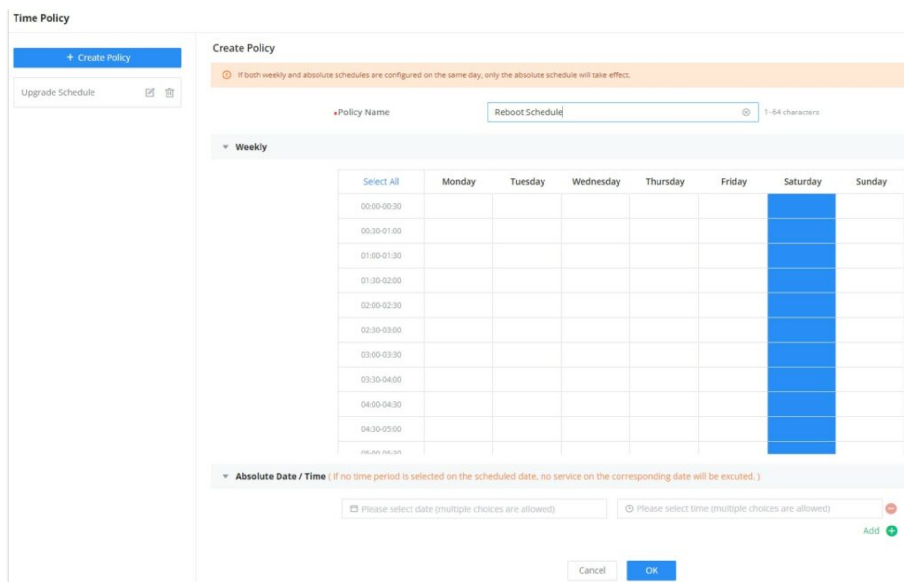 Time Policy
+ Create Policy
Upgrade Schedule
Create Policy
If both weekly and absolute schedules are configured on the same day, only the absolute schedule will take effect.
*Policy Name
Reboot Schedule
1~64 characters
Weekly
Select All Monday Tuesday Wednesday Thursday Friday Saturday Sunday
00:00-00:30
00:30-01:00
01:00-01:30
01:30-02:00
02:00-02:30
02:30-03:00
03:00-03:30
03:30-04:00
04:00-04:30
04:30-05:00
05:00-05:30
Absolute Date / Time ( If no time period is selected on the scheduled date, no service on the corresponding date will be excuted. )
Please select date (multiple choices are allowed)
Please select time (multiple choices are allowed)
Add
Cancel OK